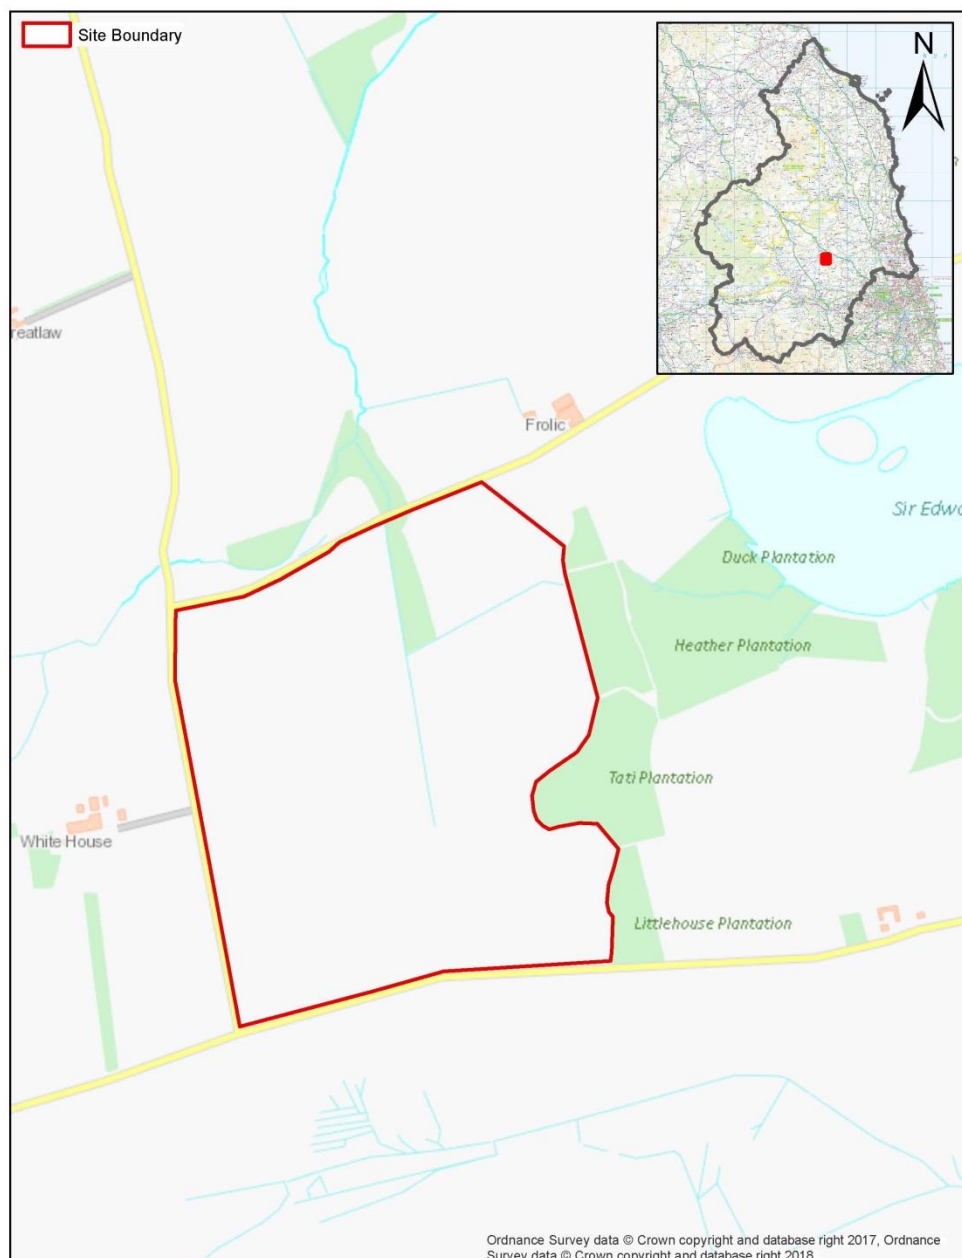 Site Boundary
N
reatlaw
Frolic
Sir Edwa
Duck Plantation
Heather Plantation
Tati Plantation
White House
Littlehouse Plantation
Ordnance Survey data © Crown copyright and database right 2017, Ordnance
Survey data © Crown copyright and database right 2018